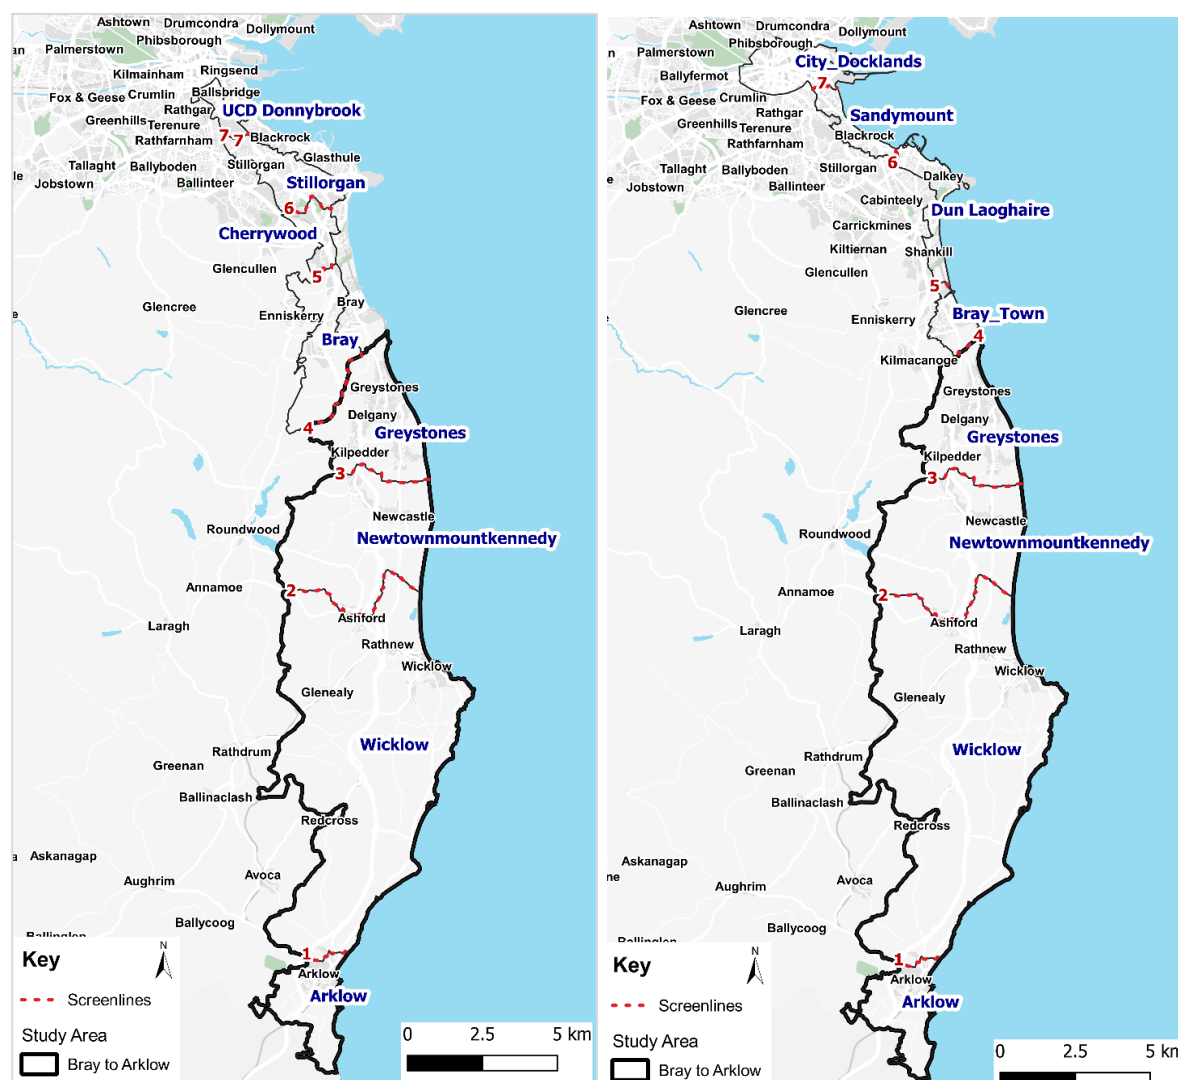 Ashtown
Drumcondra
Dollymount
Phibsborough
an
Palmerstown
Kilmainham
Ringsend
Fox & Geese
Crumlin
Ballsbridge
Rathgar
UCD Donnybrook
Greenhills
Terenure
7
7
Blackrock
Rathfarnham
Glasthule
Tallaght
Ballyboden
Stillorgan
le
Jobstown
Ballinteer
Stillorgan
6
Cherrywood
Glencullen
5
Glencree
Bray
e
Enniskerry
Bray
Greystones
Delgany
4
Greystones
Kilpedder
3
Newcastle
Roundwood
Newtownmountkennedy
Annamoe
2
Laragh
Ashford
Rathnew
Wicklow
Glenealy
Rathdrum
Wicklow
Greenan
Ballinaclash
Redcross
a
Askanagap
Aughrim
Avoca
Ballycoog
Ballinglen
1
Arklow
Arklow
Key
N
Screenlines
Study Area
Bray to Arklow
0 2.5 5 km
Ashtown
Drumcondra
Dollymount
Phibsborough
n
Palmerstown
City_Docklands
Ballyfermot
7
Fox & Geese
Crumlin
Rathgar
Sandymount
Greenhills
Terenure
Blackrock
Rathfarnham
6
Tallaght
Ballyboden
Stillorgan
Dalkey
e
Jobstown
Ballinteer
Cabinteely
Dun Laoghaire
Carrickmines
Kiltiernan
Shankill
Glencullen
5
Glencree
Bray_Town
e
Enniskerry
4
Kilmacanoge
Greystones
Delgany
Greystones
Kilpedder
3
Newcastle
Roundwood
Newtownmountkennedy
Annamoe
2
Laragh
Ashford
Rathnew
Wicklow
Glenealy
Rathdrum
Wicklow
Greenan
Ballinaclash
Redcross
Askanagap
ne
Aughrim
Avoca
Ballycoog
Ballinglen
1
Arklow
Arklow
Key
N
Screenlines
Study Area
Bray to Arklow
0 2.5 5 km